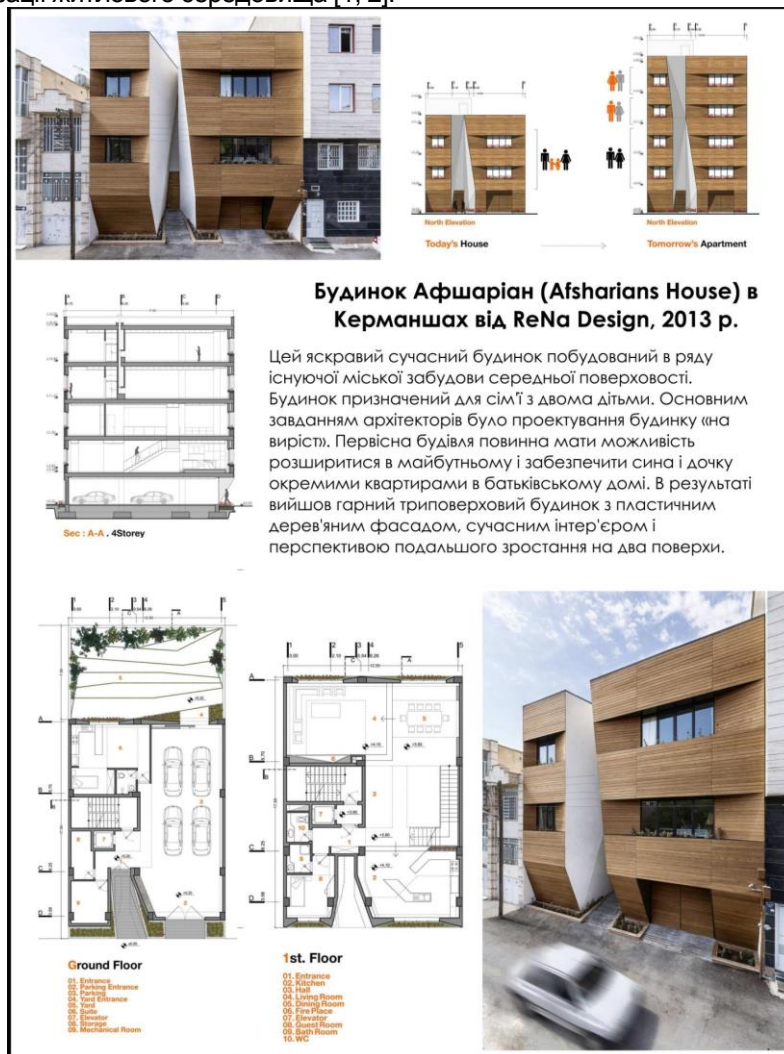 зації житлового середовища [1, 2].
North Elevation
Today's House
North Elevation
Tomorrow's Apartment
Будинок Афшаріан (Afsharians House) в
Керманшах від ReNa Design, 2013 р.
Цей яскравий сучасний будинок побудований в ряду
існуючої міської забудови середньої поверховості.
Будинок призначений для сім'ї з двома дітьми. Основним
завданням архітекторів було проектування будинку «на
виріст». Первісна будівля повинна мати можливість
розширитися в майбутньому і забезпечити сина і дочку
окремими квартирами в батьківському домі. В результаті
вийшов гарний триповерховий будинок з пластичним
дерев'яним фасадом, сучасним інтер'єром і
перспективою подальшого зростання на два поверхи.
Sec : A-A . 4Storey
Ground Floor
01. Entrance
02. Parking Entrance
03. Parking
04. Yard Entrance
05. Yard
06. Suite
07. Elevator
08. Storage
09. Mechanical Room
1st. Floor
01. Entrance
02. Kitchen
03. Hall
04. Living Room
05. Dining Room
06. Fire Place
07. Elevator
08. Guest Room
09. Bath Room
10. WC